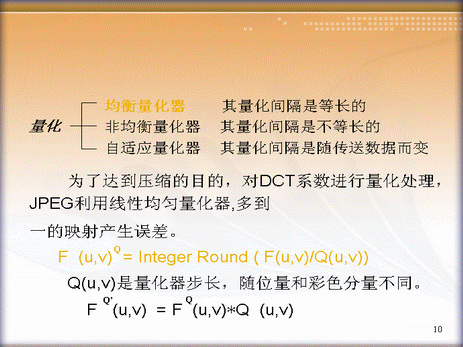 均衡量化器 其量化间隔是等长的
量化 非均衡量化器 其量化间隔是不等长的
自适应量化器 其量化间隔是随传送数据而变
为了达到压缩的目的，对DCT系数进行量化处理，
JPEG利用线性均匀量化器,多到
一的映射产生误差。
F (u,v)Q = Integer Round ( F(u,v)/Q(u,v))
Q(u,v)是量化器步长，随位量和彩色分量不同。
F Q'(u,v) = F Q(u,v)*Q (u,v)
10